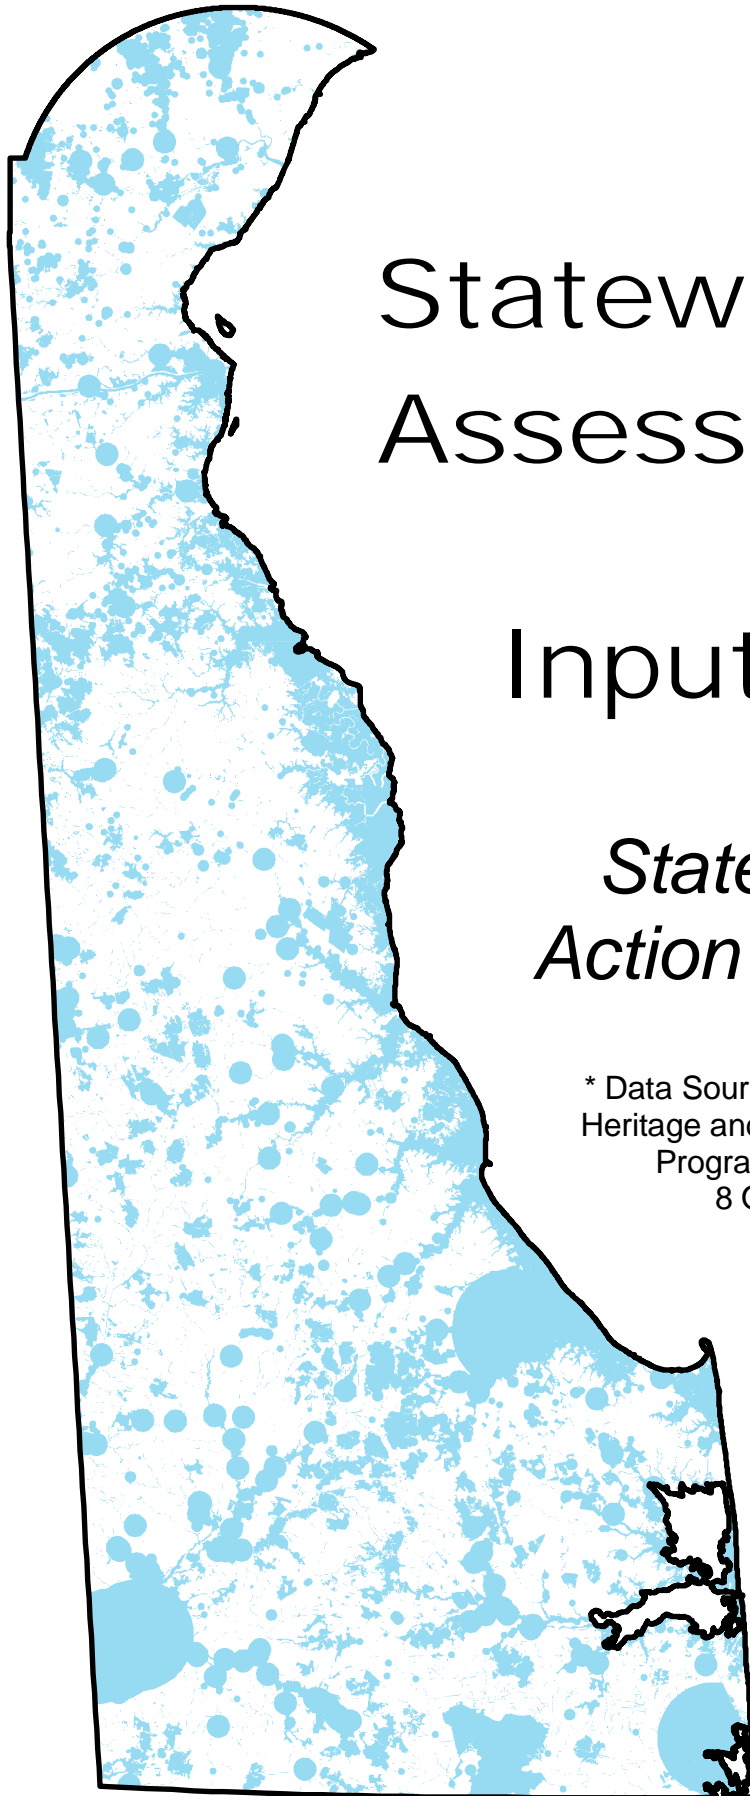 Statew
Assess
Input
State
Action
* Data Sour
Heritage and
Progra
8 C